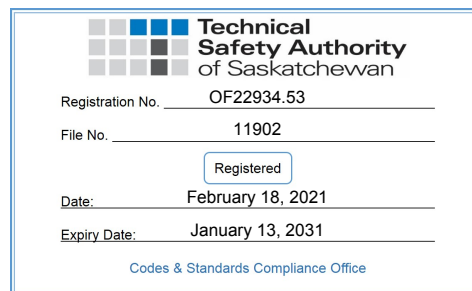 Technical
Safety Authority
of Saskatchewan
Registration No. OF22934.53
File No. 11902
Registered
Date: February 18, 2021
Expiry Date: January 13, 2031
Codes & Standards Compliance Office